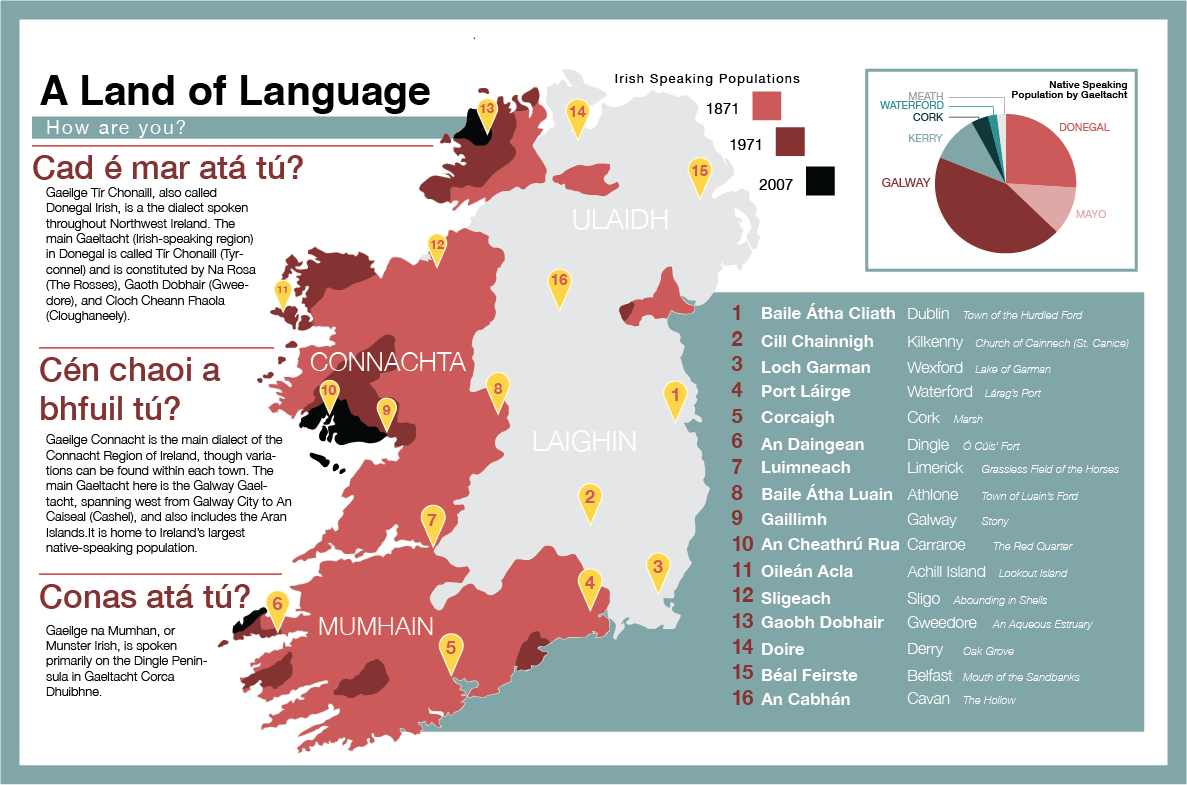 A Land of Language
How are you?
Cad é mar atá tú?
Gaeilge Tír Chonaill, also called
Donegal Irish, is a the dialect spoken
throughout Northwest Ireland. The
main Gaeltacht (Irish-speaking region)
in Donegal is called Tír Chonaill (Tyr-
connel) and is constituted by Na Rosa
(The Rosses), Gaoth Dobhair (Gwee-
dore), and Cloch Cheann Fhaola
(Cloughaneely).
Cén chaoi a
bhfuil tú?
Gaeilge Connacht is the main dialect of the
Connacht Region of Ireland, though varia-
tions can be found within each town. The
main Gaeltacht here is the Galway Gael-
tacht, spanning west from Galway City to An
Caiseal (Cashel), and also includes the Aran
Islands.It is home to Ireland's largest
native-speaking population.
Conas atá tú?
Gaeilge na Mumhan, or
Munster Irish, is spoken
primarily on the Dingle Penin-
sula in Gaeltacht Corca
Dhuibhne.
13
14
15
12
16
11
10
9
8
1
2
7
3
4
6
5
ULAIDH
CONNACHTA
LAIGHIN
MUMHAIN
Irish Speaking Populations
1871
1971
2007
Native Speaking
Population by Gaeltacht
MEATH
WATERFORD
CORK
KERRY
GALWAY
DONEGAL
MAYO
1 Baile Átha Cliath Dublin Town of the Hurdled Ford
2 Cill Chainnigh Kilkenny Church of Cainnech (St. Canice)
3 Loch Garman Wexford Lake of Garman
4 Port Láirge Waterford Lárag's Port
5 Corcaigh Cork Marsh
6 An Daingean Dingle Ó Cúis' Fort
7 Luimneach Limerick Grassless Field of the Horses
8 Baile Átha Luain Athlone Town of Luain's Ford
9 Gaillimh Galway Stony
10 An Cheathrú Rua Carraroe The Red Quarter
11 Oileán Acla Achill Island Lookout Island
12 Sligeach Sligo Abounding in Shells
13 Gaobh Dobhair Gweedore An Aqueous Estruary
14 Doire Derry Oak Grove
15 Béal Feirste Belfast Mouth of the Sandbanks
16 An Cabhán Cavan The Hollow